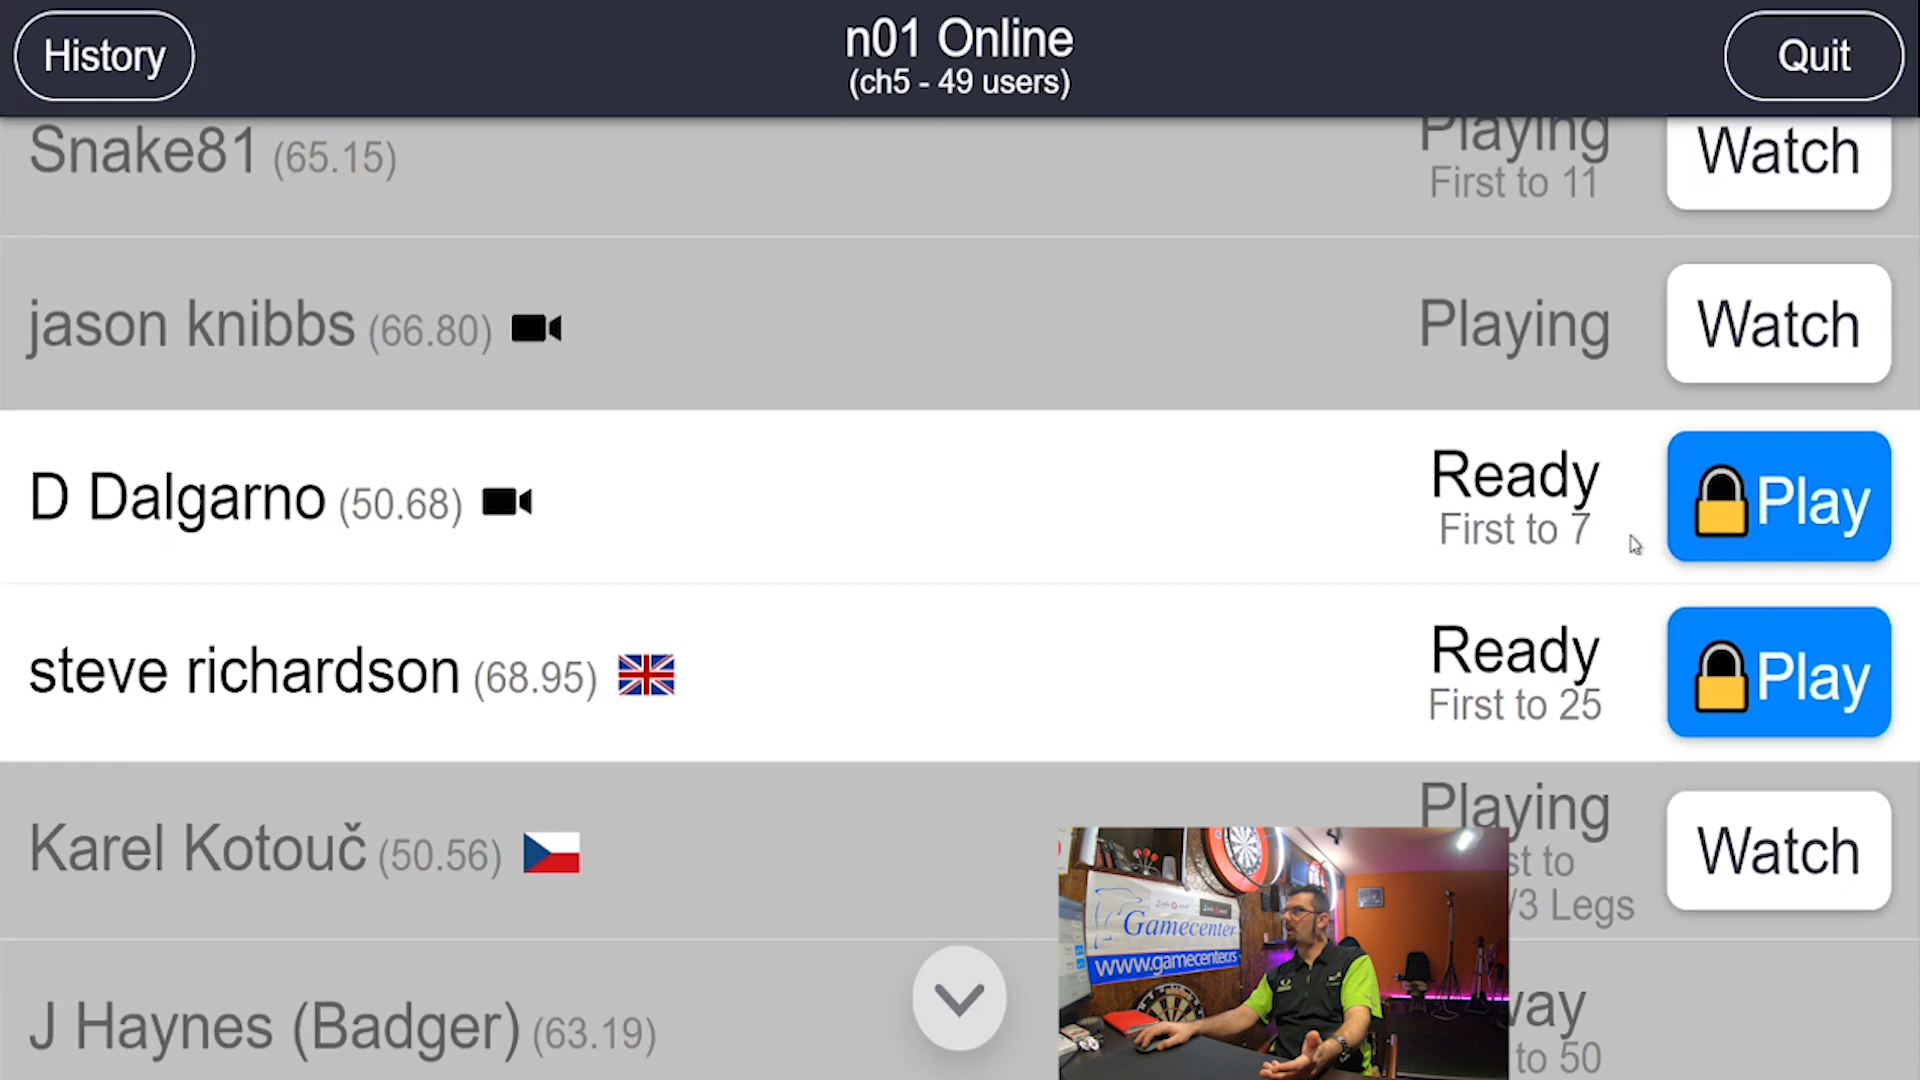 History
n01 Online
(ch5 - 49 users)
Quit
Snake81 (65.15)
Playing
First to 11
Watch
jason knibbs (66.80)
Playing
Watch
D Dalgarno (50.68)
Ready
First to 7
Play
steve richardson (68.95)
Ready
First to 25
Play
Karel Kotouč (50.56)
Playing
st to
/3 Legs
Watch
J Haynes (Badger) (63.19)
way
to 50
Gamecenter
www.gamecenter.rs